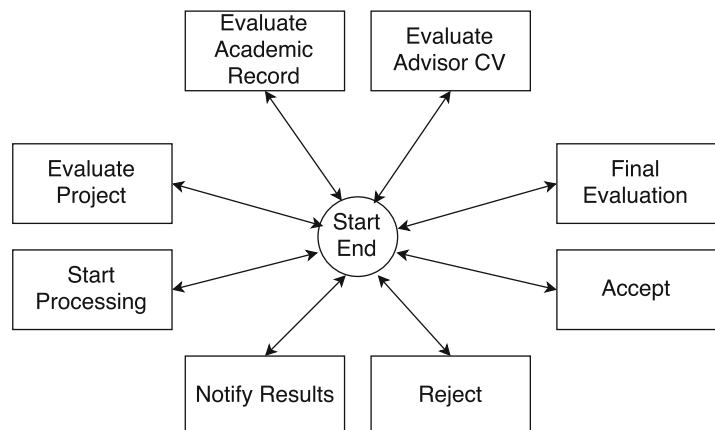 Evaluate
Academic
Record
Evaluate
Advisor CV
Evaluate
Project
Final
Evaluation
Start
End
Start
Processing
Accept
Notify Results
Reject